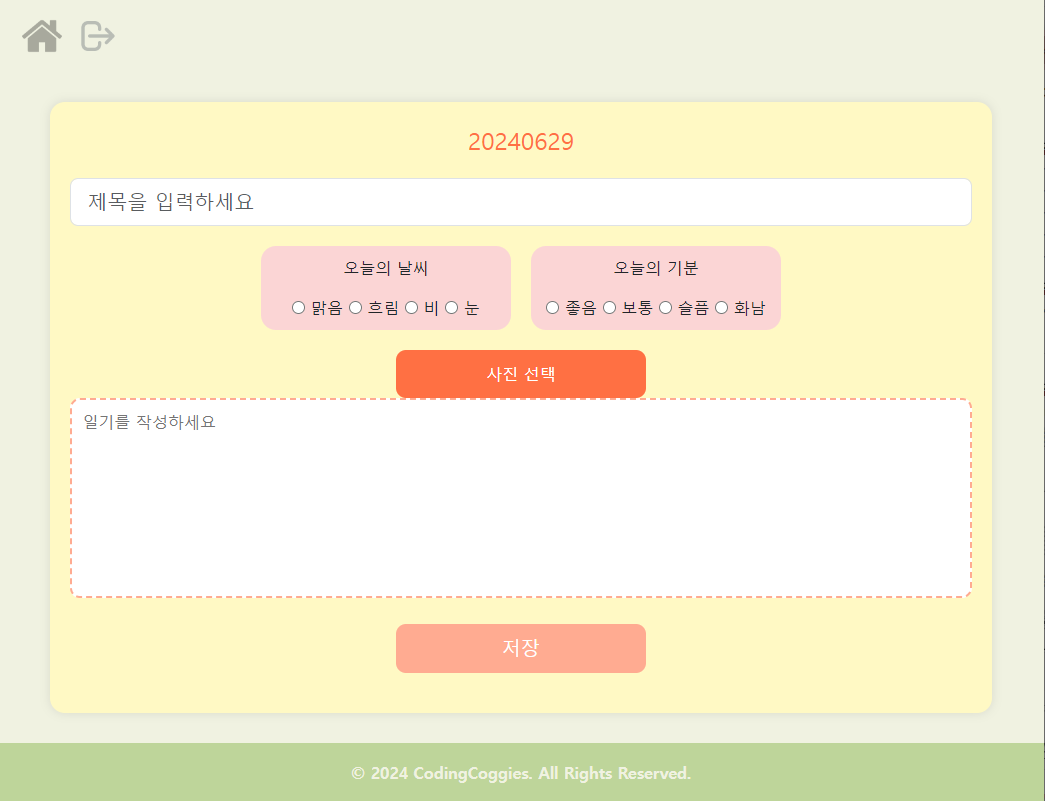 20240629
제목을 입력하세요
오늘의 날씨
맑음 흐림 비 눈
오늘의 기분
좋음 보통 슬픔 화남
사진 선택
일기를 작성하세요
저장
© 2024 CodingCoggies. All Rights Reserved.